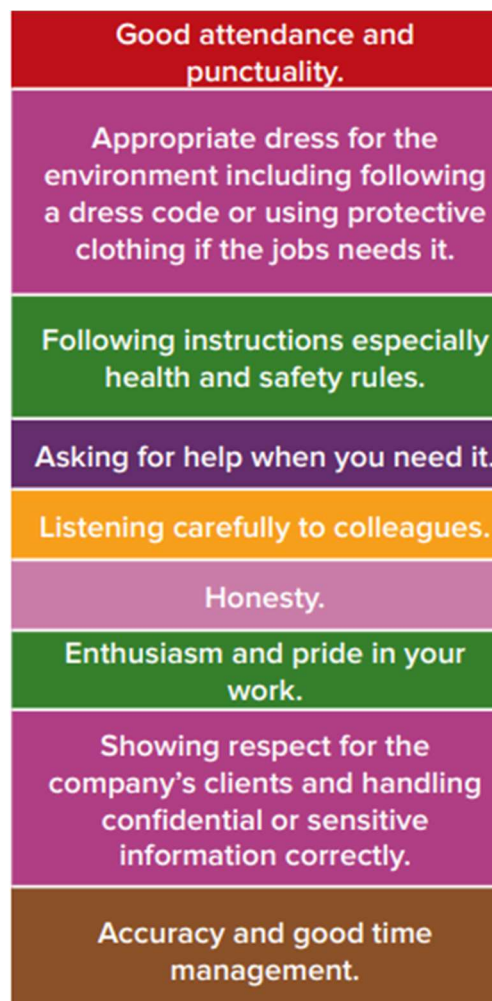 Good attendance and
punctuality.
Appropriate dress for the
environment including following
a dress code or using protective
clothing if the jobs needs it.
Following instructions especially
health and safety rules.
Asking for help when you need it.
Listening carefully to colleagues.
Honesty.
Enthusiasm and pride in your
work.
Showing respect for the
company's clients and handling
confidential or sensitive
information correctly.
Accuracy and good time
management.